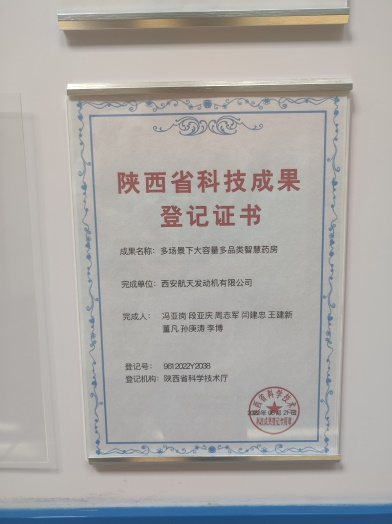 陕西省科技成果
登记证书
成果名称: 多场景下大容量多品类智慧药房
完成单位: 西安航天发动机有限公司
完成人: 冯亚岗 段亚庆 周志军 闫建忠 王建新
董凡 孙庚涛 李博
登记号: 9612022Y2038
登记机构: 陕西省科学技术厅